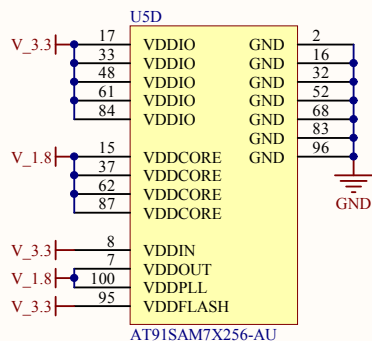 U5D
V_3.3 17 VDDIO GND 2
33 VDDIO GND 16
48 VDDIO GND 32
61 VDDIO GND 52
84 VDDIO GND 68
GND 83
V_1.8 15 VDDCORE GND 96
37 VDDCORE
62 VDDCORE
87 VDDCORE
GND
V_3.3 8 VDDIN
7 VDDOUT
V_1.8 100 VDDPLL
V_3.3 95 VDDFLASH
AT91SAM7X256-AU